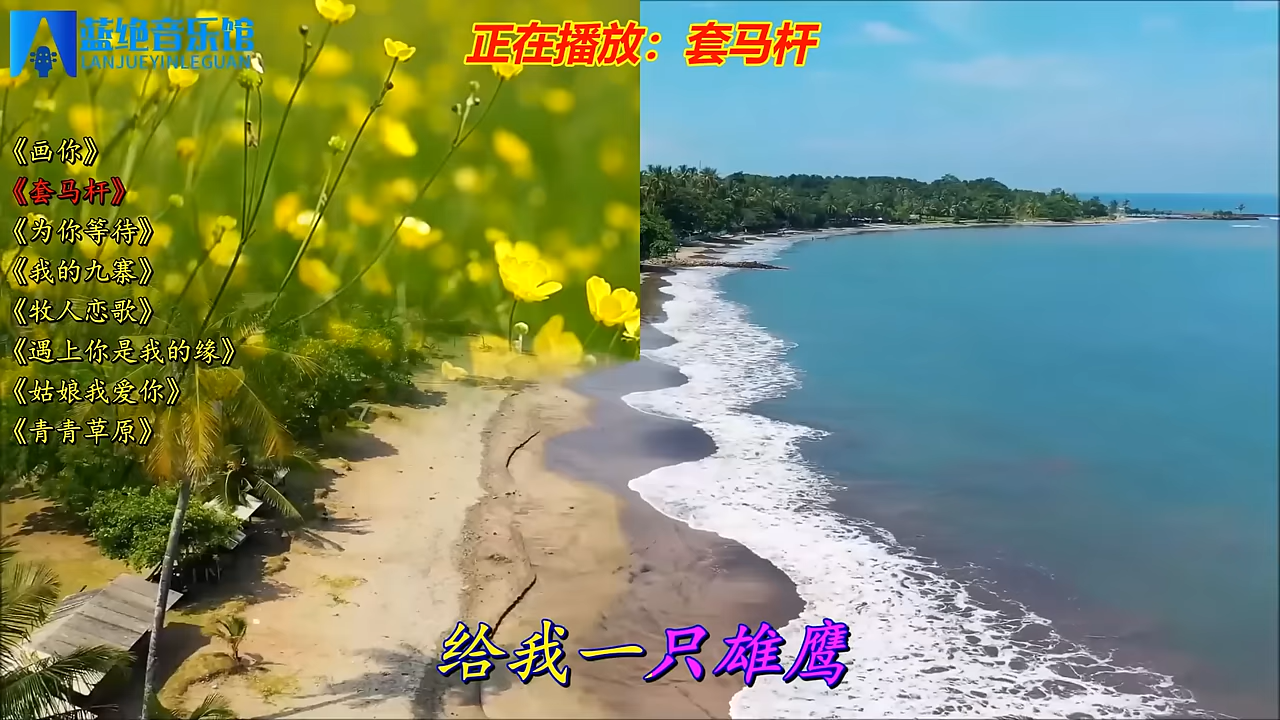 蓝绝音乐馆
LANJUEYINLEGUAN
正在播放：套马杆
《画你》
《套马杆》
《为你等待》
《我的九寨》
《牧人恋歌》
《遇上你是我的缘》
《姑娘我爱你》
《青青草原》
给我一只雄鹰